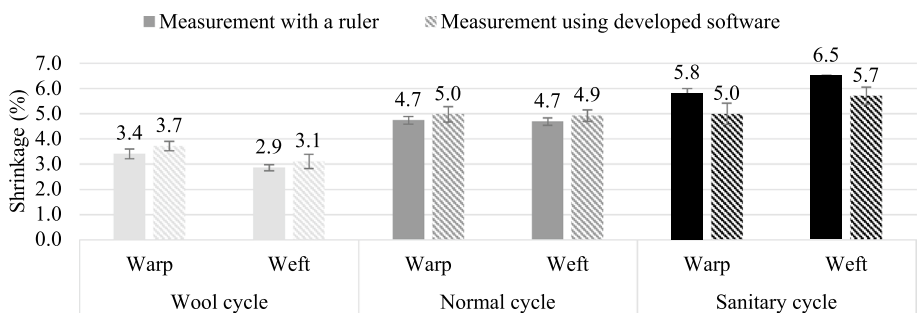 Measurement with a ruler Measurement using developed software
Shrinkage (%)
7.0
6.0
5.0
4.0
3.0
2.0
1.0
0.0
3.4 3.7 2.9 3.1 4.7 5.0 4.7 4.9 5.8 5.0 6.5 5.7
Warp Weft Warp Weft Warp Weft
Wool cycle Normal cycle Sanitary cycle